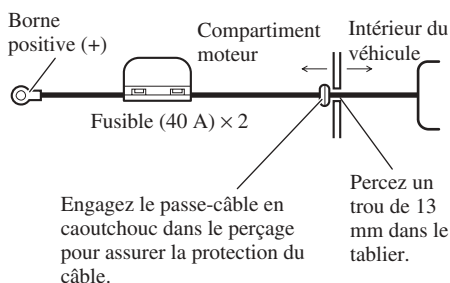 Borne
positive (+)
Compartiment
moteur
Intérieur du
véhicule
Fusible (40 A) × 2
Engagez le passe-câble en
caoutchouc dans le perçage
pour assurer la protection du
câble.
Percez un
trou de 13
mm dans le
tablier.